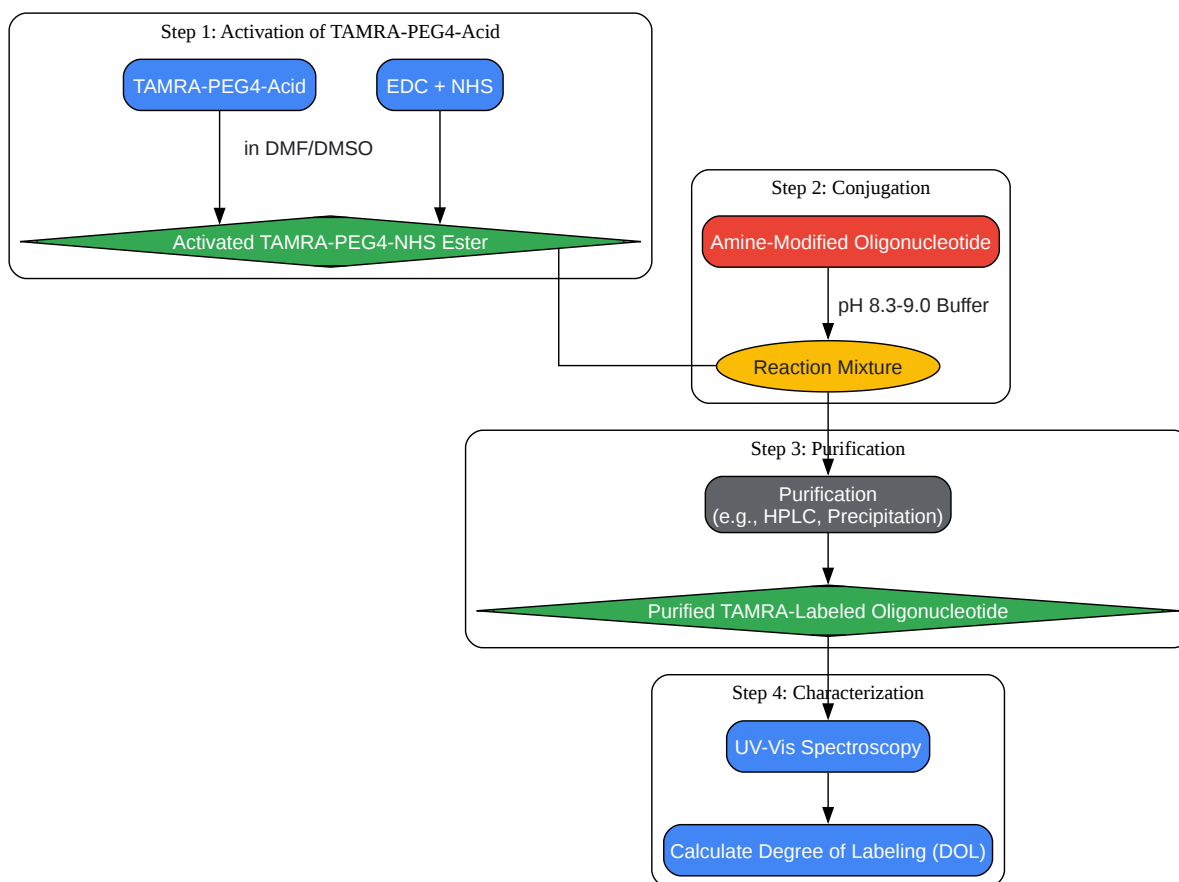 Step 1: Activation of TAMRA-PEG4-Acid
TAMRA-PEG4-Acid
EDC + NHS
in DMF/DMSO
Activated TAMRA-PEG4-NHS Ester
Step 2: Conjugation
Amine-Modified Oligonucleotide
pH 8.3-9.0 Buffer
Reaction Mixture
Step 3: Purification
Purification
(e.g., HPLC, Precipitation)
Purified TAMRA-Labeled Oligonucleotide
Step 4: Characterization
UV-Vis Spectroscopy
Calculate Degree of Labeling (DOL)